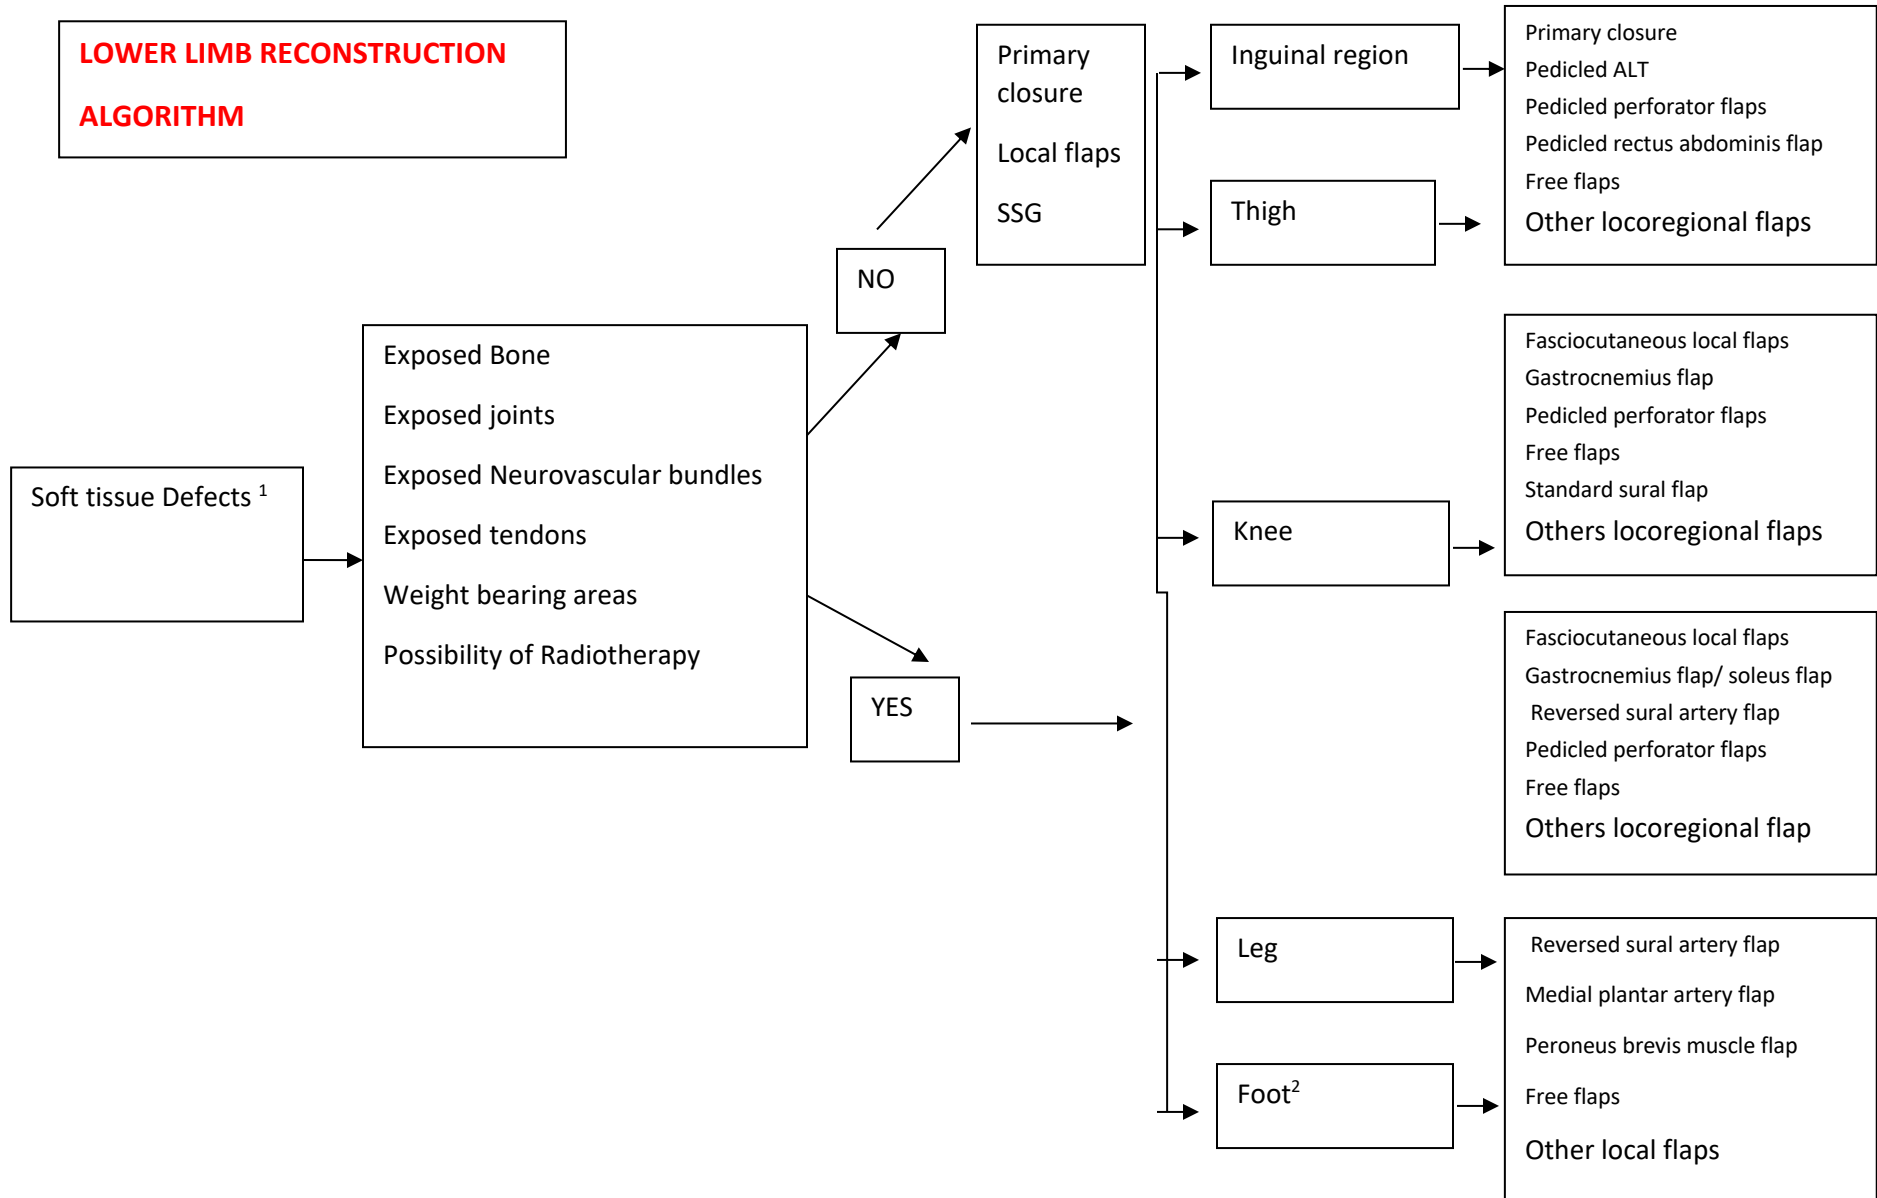 LOWER LIMB RECONSTRUCTION
ALGORITHM
Soft tissue Defects 1
Exposed Bone
Exposed joints
Exposed Neurovascular bundles
Exposed tendons
Weight bearing areas
Possibility of Radiotherapy
NO
YES
Primary
closure
Local flaps
SSG
Inguinal region
Thigh
Knee
Leg
Foot2
Primary closure
Pedicled ALT
Pedicled perforator flaps
Pedicled rectus abdominis flap
Free flaps
Other locoregional flaps
Fasciocutaneous local flaps
Gastrocnemius flap
Pedicled perforator flaps
Free flaps
Standard sural flap
Others locoregional flaps
Fasciocutaneous local flaps
Gastrocnemius flap/ soleus flap
Reversed sural artery flap
Pedicled perforator flaps
Free flaps
Others locoregional flap
Reversed sural artery flap
Medial plantar artery flap
Peroneus brevis muscle flap
Free flaps
Other local flaps